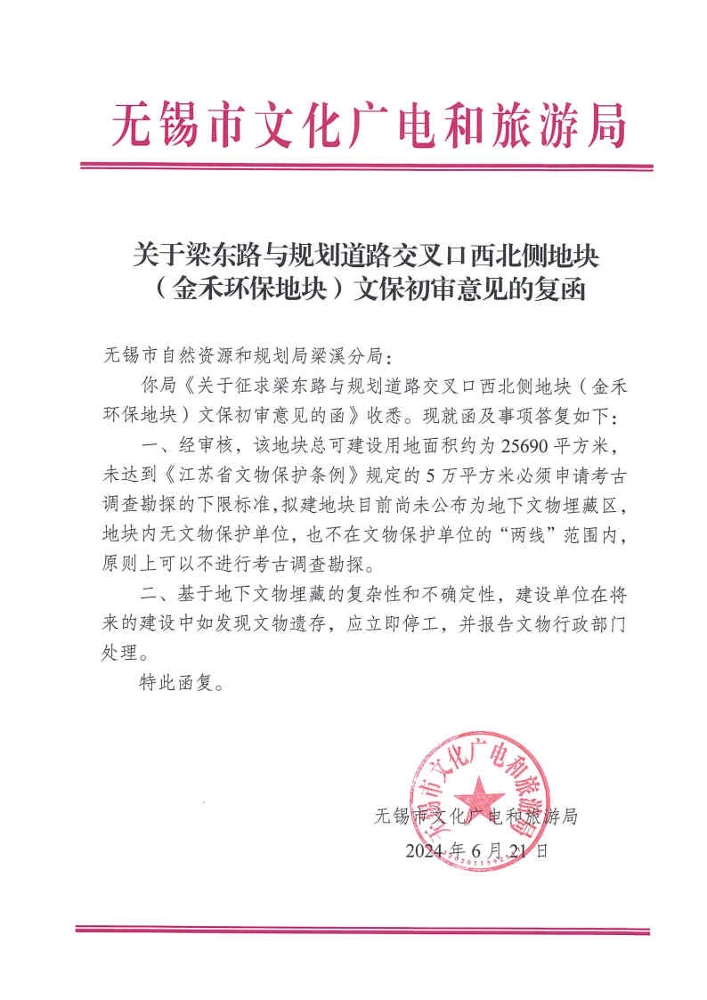 无锡市文化广电和旅游局
关于梁东路与规划道路交叉口西北侧地块
（金禾环保地块）文保初审意见的复函
无锡市自然资源和规划局梁溪分局：
你局《关于征求梁东路与规划道路交叉口西北侧地块（金禾
环保地块）文保初审意见的函》收悉。现就函及事项答复如下：
一、经审核，该地块总可建设用地面积约为 25690 平方米，
未达到《江苏省文物保护条例》规定的 5 万平方米必须申请考古
调查勘探的下限标准，拟建地块目前尚未公布为地下文物埋藏区，
地块内无文物保护单位，也不在文物保护单位的“两线”范围内，
原则上可以不进行考古调查勘探。
二、基于地下文物埋藏的复杂性和不确定性，建设单位在将
来的建设中如发现文物遗存，应立即停工，并报告文物行政部门
处理。
特此函复。
无锡市文化广电和旅游局
无锡市文化广电和旅游局
2024 年 6 月 21 日